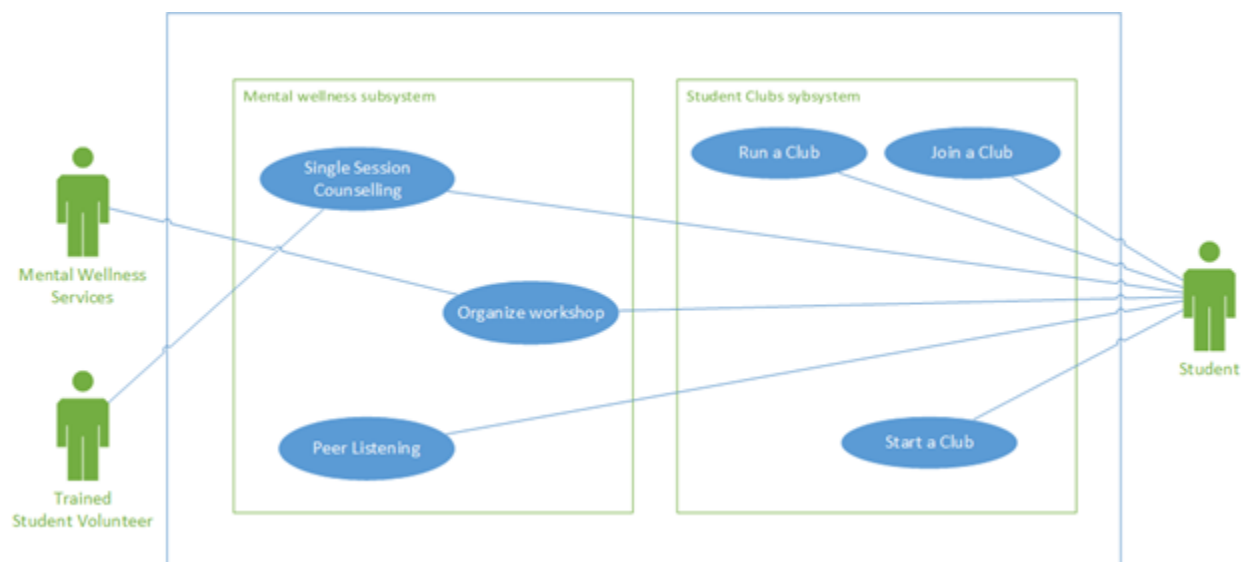 Mental wellness subsystem
Student Clubs sybsystem
Single Session
Counselling
Run a Club
Join a Club
Mental Wellness
Services
Organize workshop
Student
Peer Listening
Start a Club
Trained
Student Volunteer